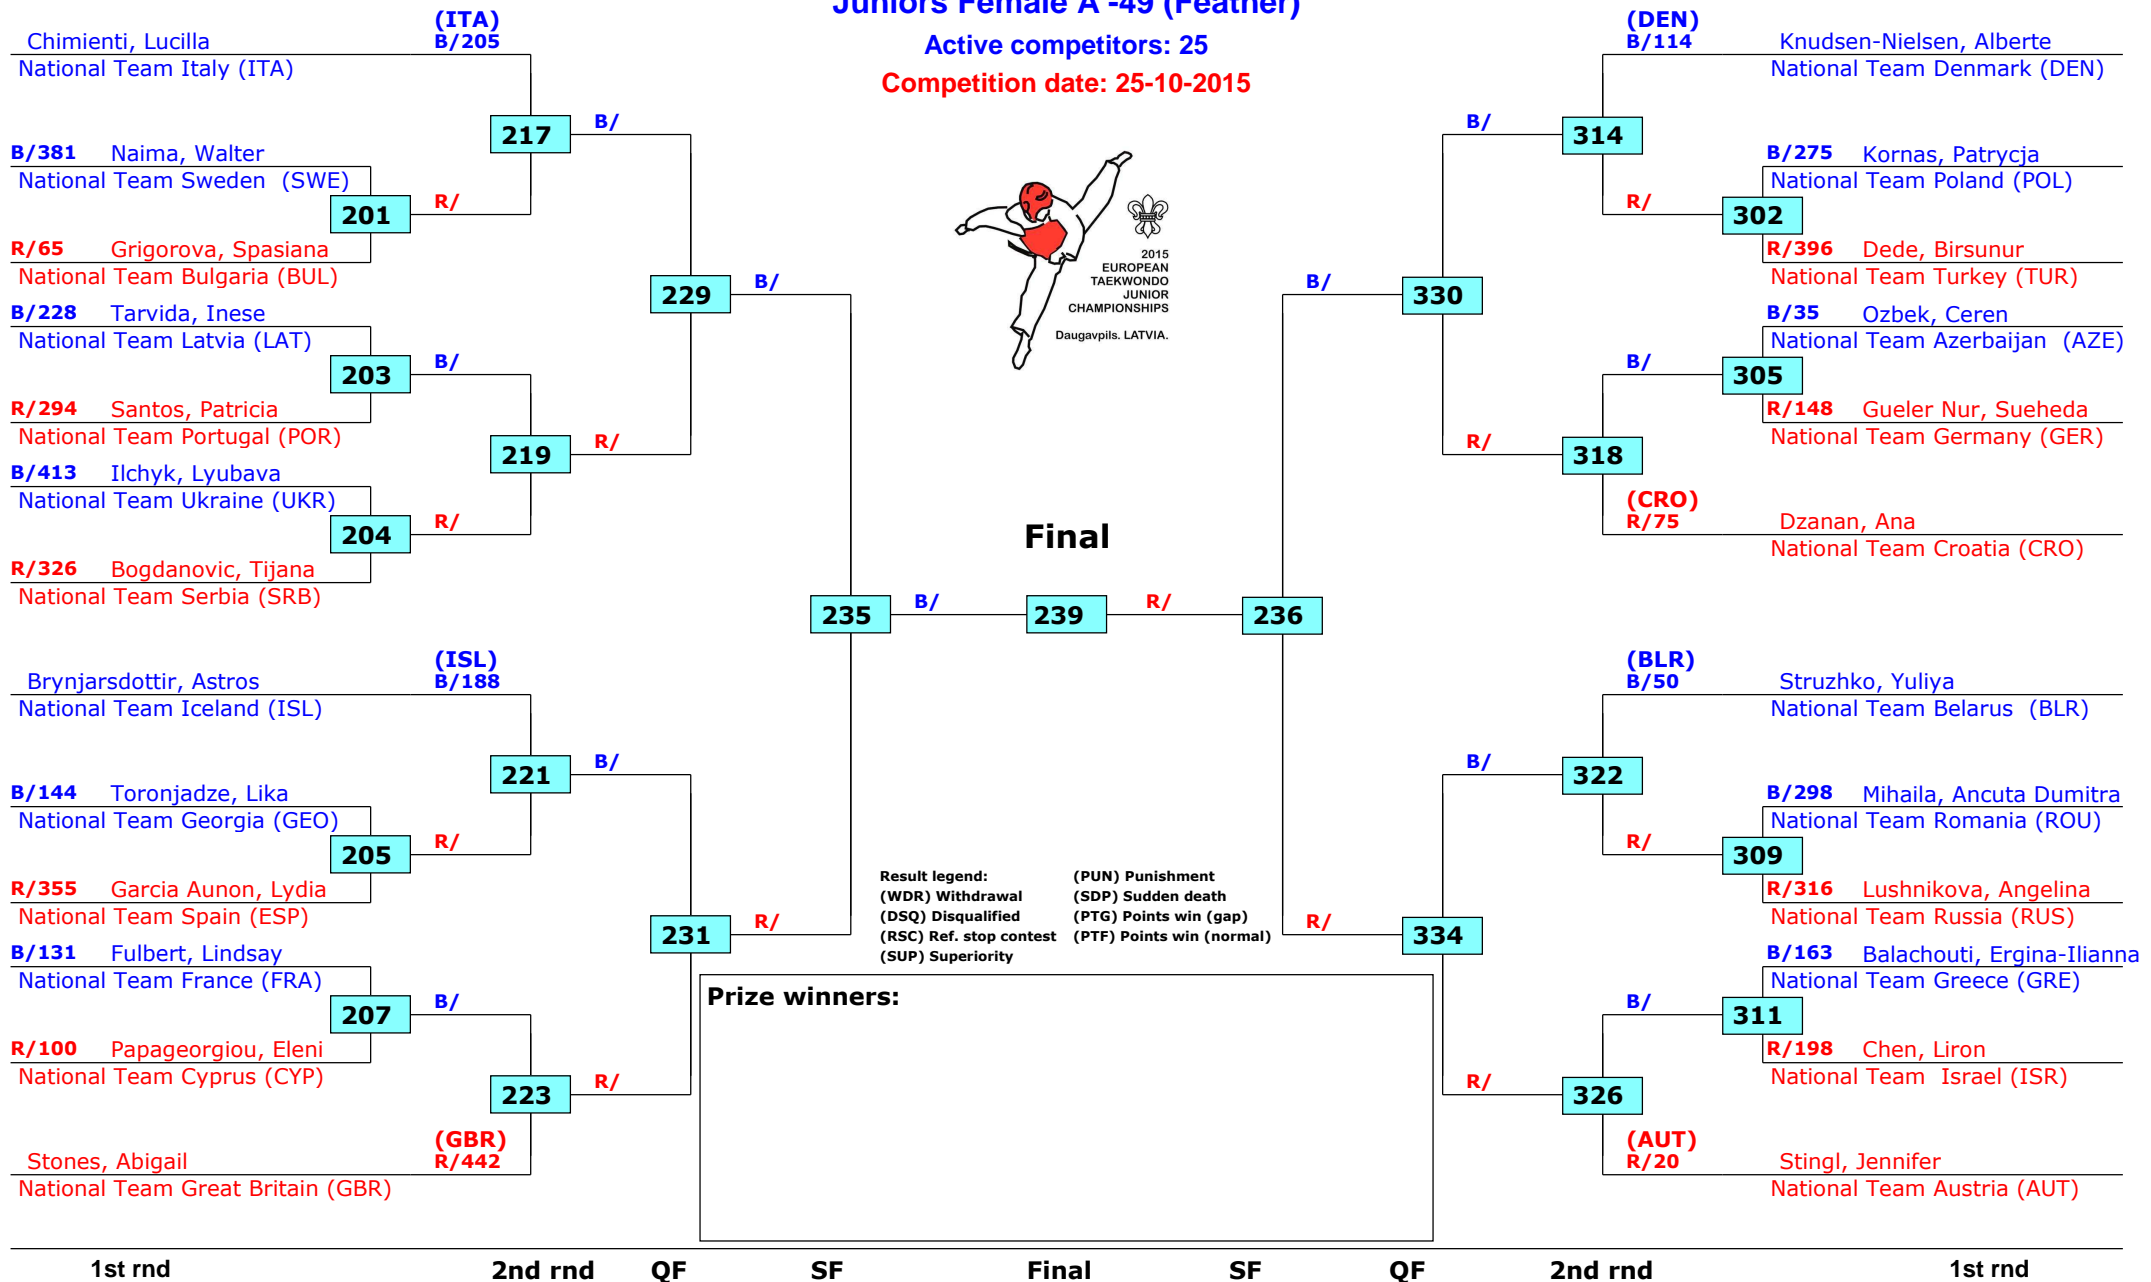 Juniors Female A -49 (Feather)
Active competitors: 25
Competition date: 25-10-2015
(ITA)
Chimienti, Lucilla B/205
National Team Italy (ITA)
217 B/
B/381 Naima, Walter
National Team Sweden (SWE)
201 R/
R/65 Grigorova, Spasiana
National Team Bulgaria (BUL)
229 B/
B/228 Tarvida, Inese
National Team Latvia (LAT)
203 B/
R/294 Santos, Patricia
National Team Portugal (POR)
219 R/
B/413 Ilchyk, Lyubava
National Team Ukraine (UKR)
204 R/
R/326 Bogdanovic, Tijana
National Team Serbia (SRB)
235 B/
(ISL)
Brynjarsdottir, Astros B/188
National Team Iceland (ISL)
221 B/
B/144 Toronjadze, Lika
National Team Georgia (GEO)
205 R/
R/355 Garcia Aunon, Lydia
National Team Spain (ESP)
231 R/
B/131 Fulbert, Lindsay
National Team France (FRA)
207 B/
R/100 Papageorgiou, Eleni
National Team Cyprus (CYP)
223 R/
(GBR)
Stones, Abigail R/442
National Team Great Britain (GBR)
2015
EUROPEAN
TAEKWONDO
JUNIOR
CHAMPIONSHIPS
Daugavpils. LATVIA.
Final
239
R/ 236
Result legend: (PUN) Punishment
(WDR) Withdrawal (SDP) Sudden death
(DSQ) Disqualified (PTG) Points win (gap)
(RSC) Ref. stop contest (PTF) Points win (normal)
(SUP) Superiority
Prize winners:
(DEN)
B/114 Knudsen-Nielsen, Alberte
National Team Denmark (DEN)
B/ 314
B/275 Kornas, Patrycja
National Team Poland (POL)
R/ 302
R/396 Dede, Birsunur
National Team Turkey (TUR)
B/ 330
B/35 Ozbek, Ceren
National Team Azerbaijan (AZE)
B/ 305
R/148 Gueler Nur, Sueheda
National Team Germany (GER)
R/ 318
(CRO)
R/75 Dzanan, Ana
National Team Croatia (CRO)
(BLR)
B/50 Struzhko, Yuliya
National Team Belarus (BLR)
B/ 322
B/298 Mihaila, Ancuta Dumitra
National Team Romania (ROU)
R/ 309
R/316 Lushnikova, Angelina
National Team Russia (RUS)
R/ 334
B/163 Balachouti, Ergina-Ilianna
National Team Greece (GRE)
B/ 311
R/198 Chen, Liron
National Team Israel (ISR)
R/ 326
(AUT)
R/20 Stingl, Jennifer
National Team Austria (AUT)
1st rnd 2nd rnd QF SF Final SF QF 2nd rnd 1st rnd